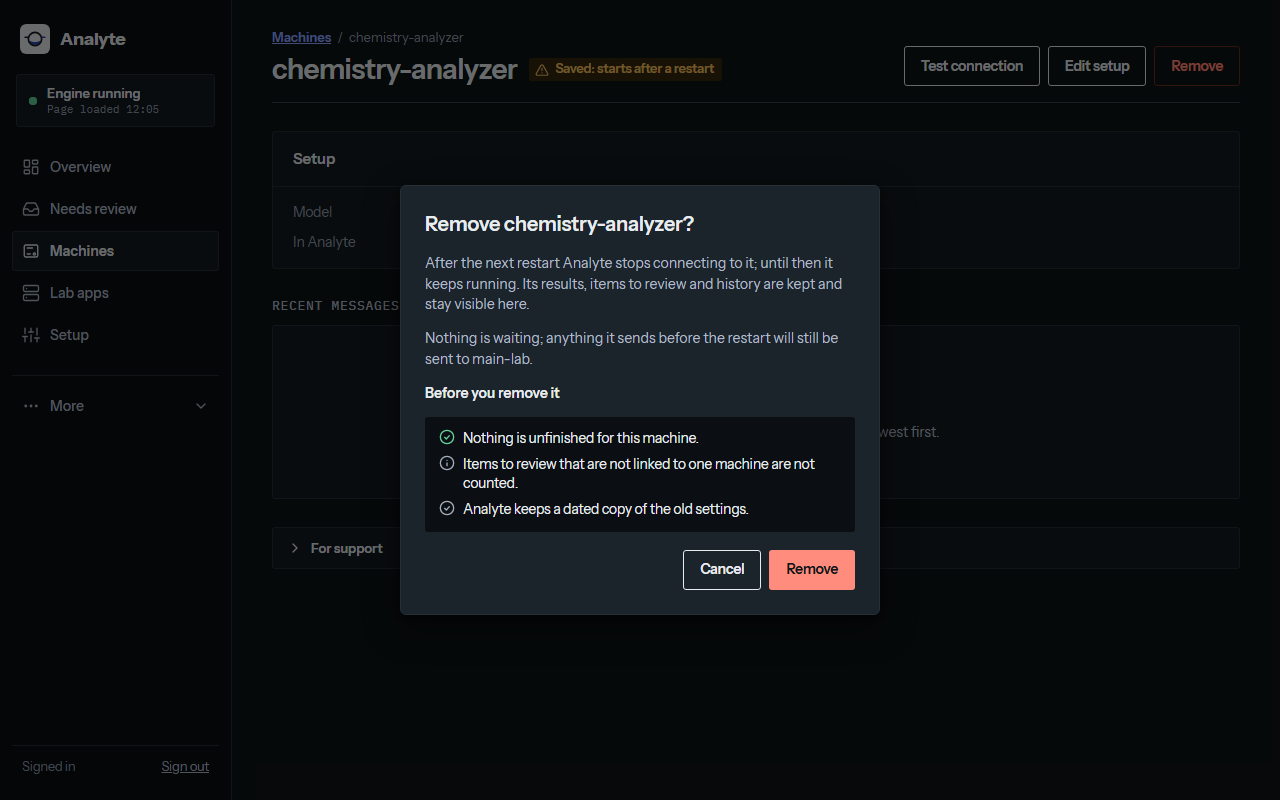 Analyte
Engine running
Page loaded 12:05
Overview
Needs review
Machines
Lab apps
Setup
More
Signed in
Sign out
Machines / chemistry-analyzer
chemistry-analyzer
Saved: starts after a restart
Test connection
Edit setup
Remove
Setup
Model
In Analyte
RECENT MESSAGES
west first.
For support
Remove chemistry-analyzer?
After the next restart Analyte stops connecting to it; until then it
keeps running. Its results, items to review and history are kept and
stay visible here.
Nothing is waiting; anything it sends before the restart will still be
sent to main-lab.
Before you remove it
Nothing is unfinished for this machine.
Items to review that are not linked to one machine are not
counted.
Analyte keeps a dated copy of the old settings.
Cancel
Remove